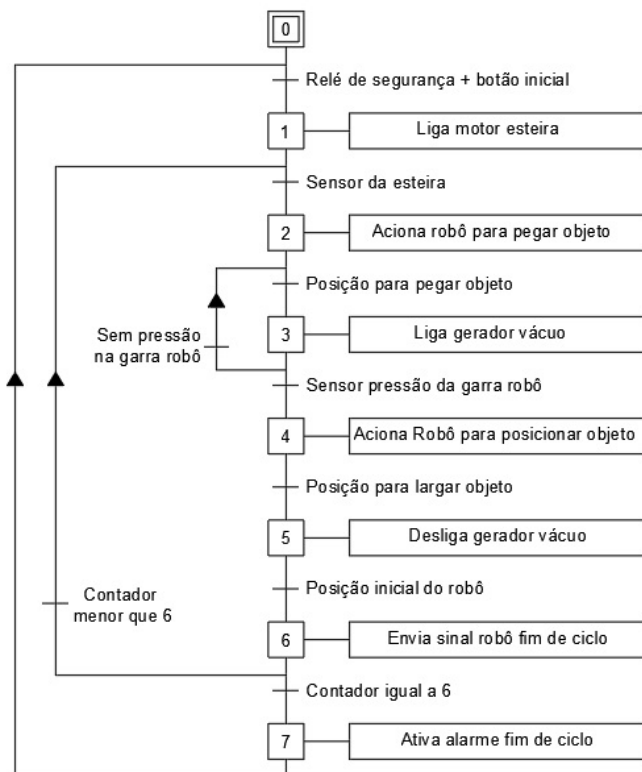 0
Relé de segurança + botão inicial
1
Liga motor esteira
Sensor da esteira
2
Aciona robô para pegar objeto
Posição para pegar objeto
Sem pressão
na garra robô
3
Liga gerador vácuo
Sensor pressão da garra robô
4
Aciona Robô para posicionar objeto
Posição para largar objeto
5
Desliga gerador vácuo
Posição inicial do robô
Contador
menor que 6
6
Envia sinal robô fim de ciclo
Contador igual a 6
7
Ativa alarme fim de ciclo